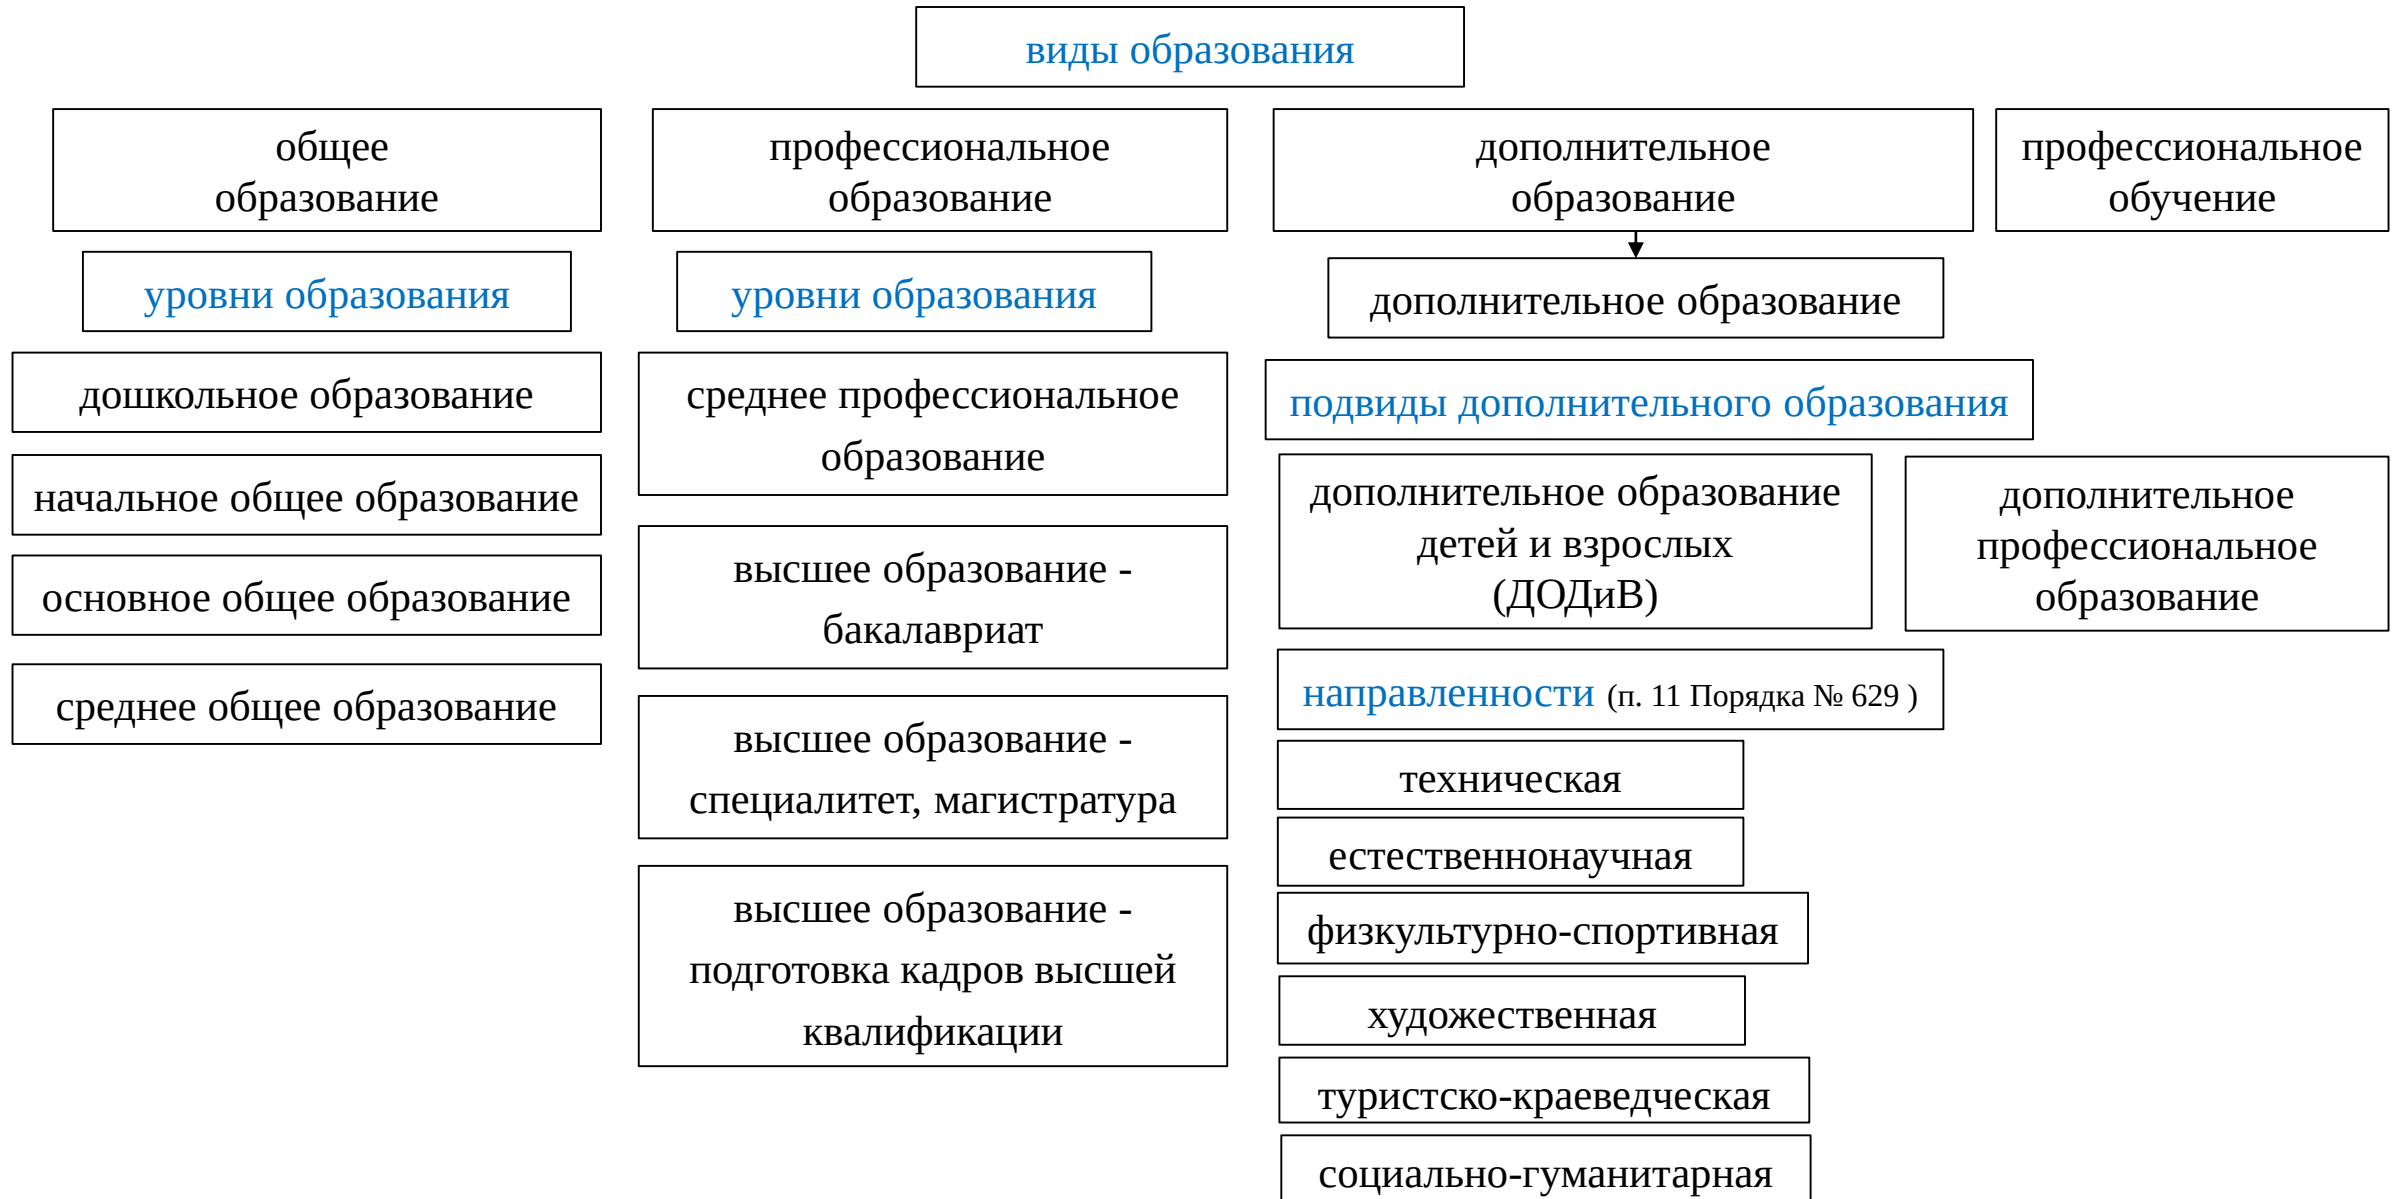 виды образования
общее
образование
профессиональное
образование
дополнительное
образование
профессиональное
обучение
уровни образования
дошкольное образование
начальное общее образование
основное общее образование
среднее общее образование
уровни образования
среднее профессиональное
образование
высшее образование -
бакалавриат
высшее образование -
специалитет, магистратура
высшее образование -
подготовка кадров высшей
квалификации
дополнительное образование
подвиды дополнительного образования
дополнительное образование
детей и взрослых
(ДОДиВ)
дополнительное
профессиональное
образование
направленности (п. 11 Порядка № 629 )
техническая
естественнонаучная
физкультурно-спортивная
художественная
туристско-краеведческая
социально-гуманитарная